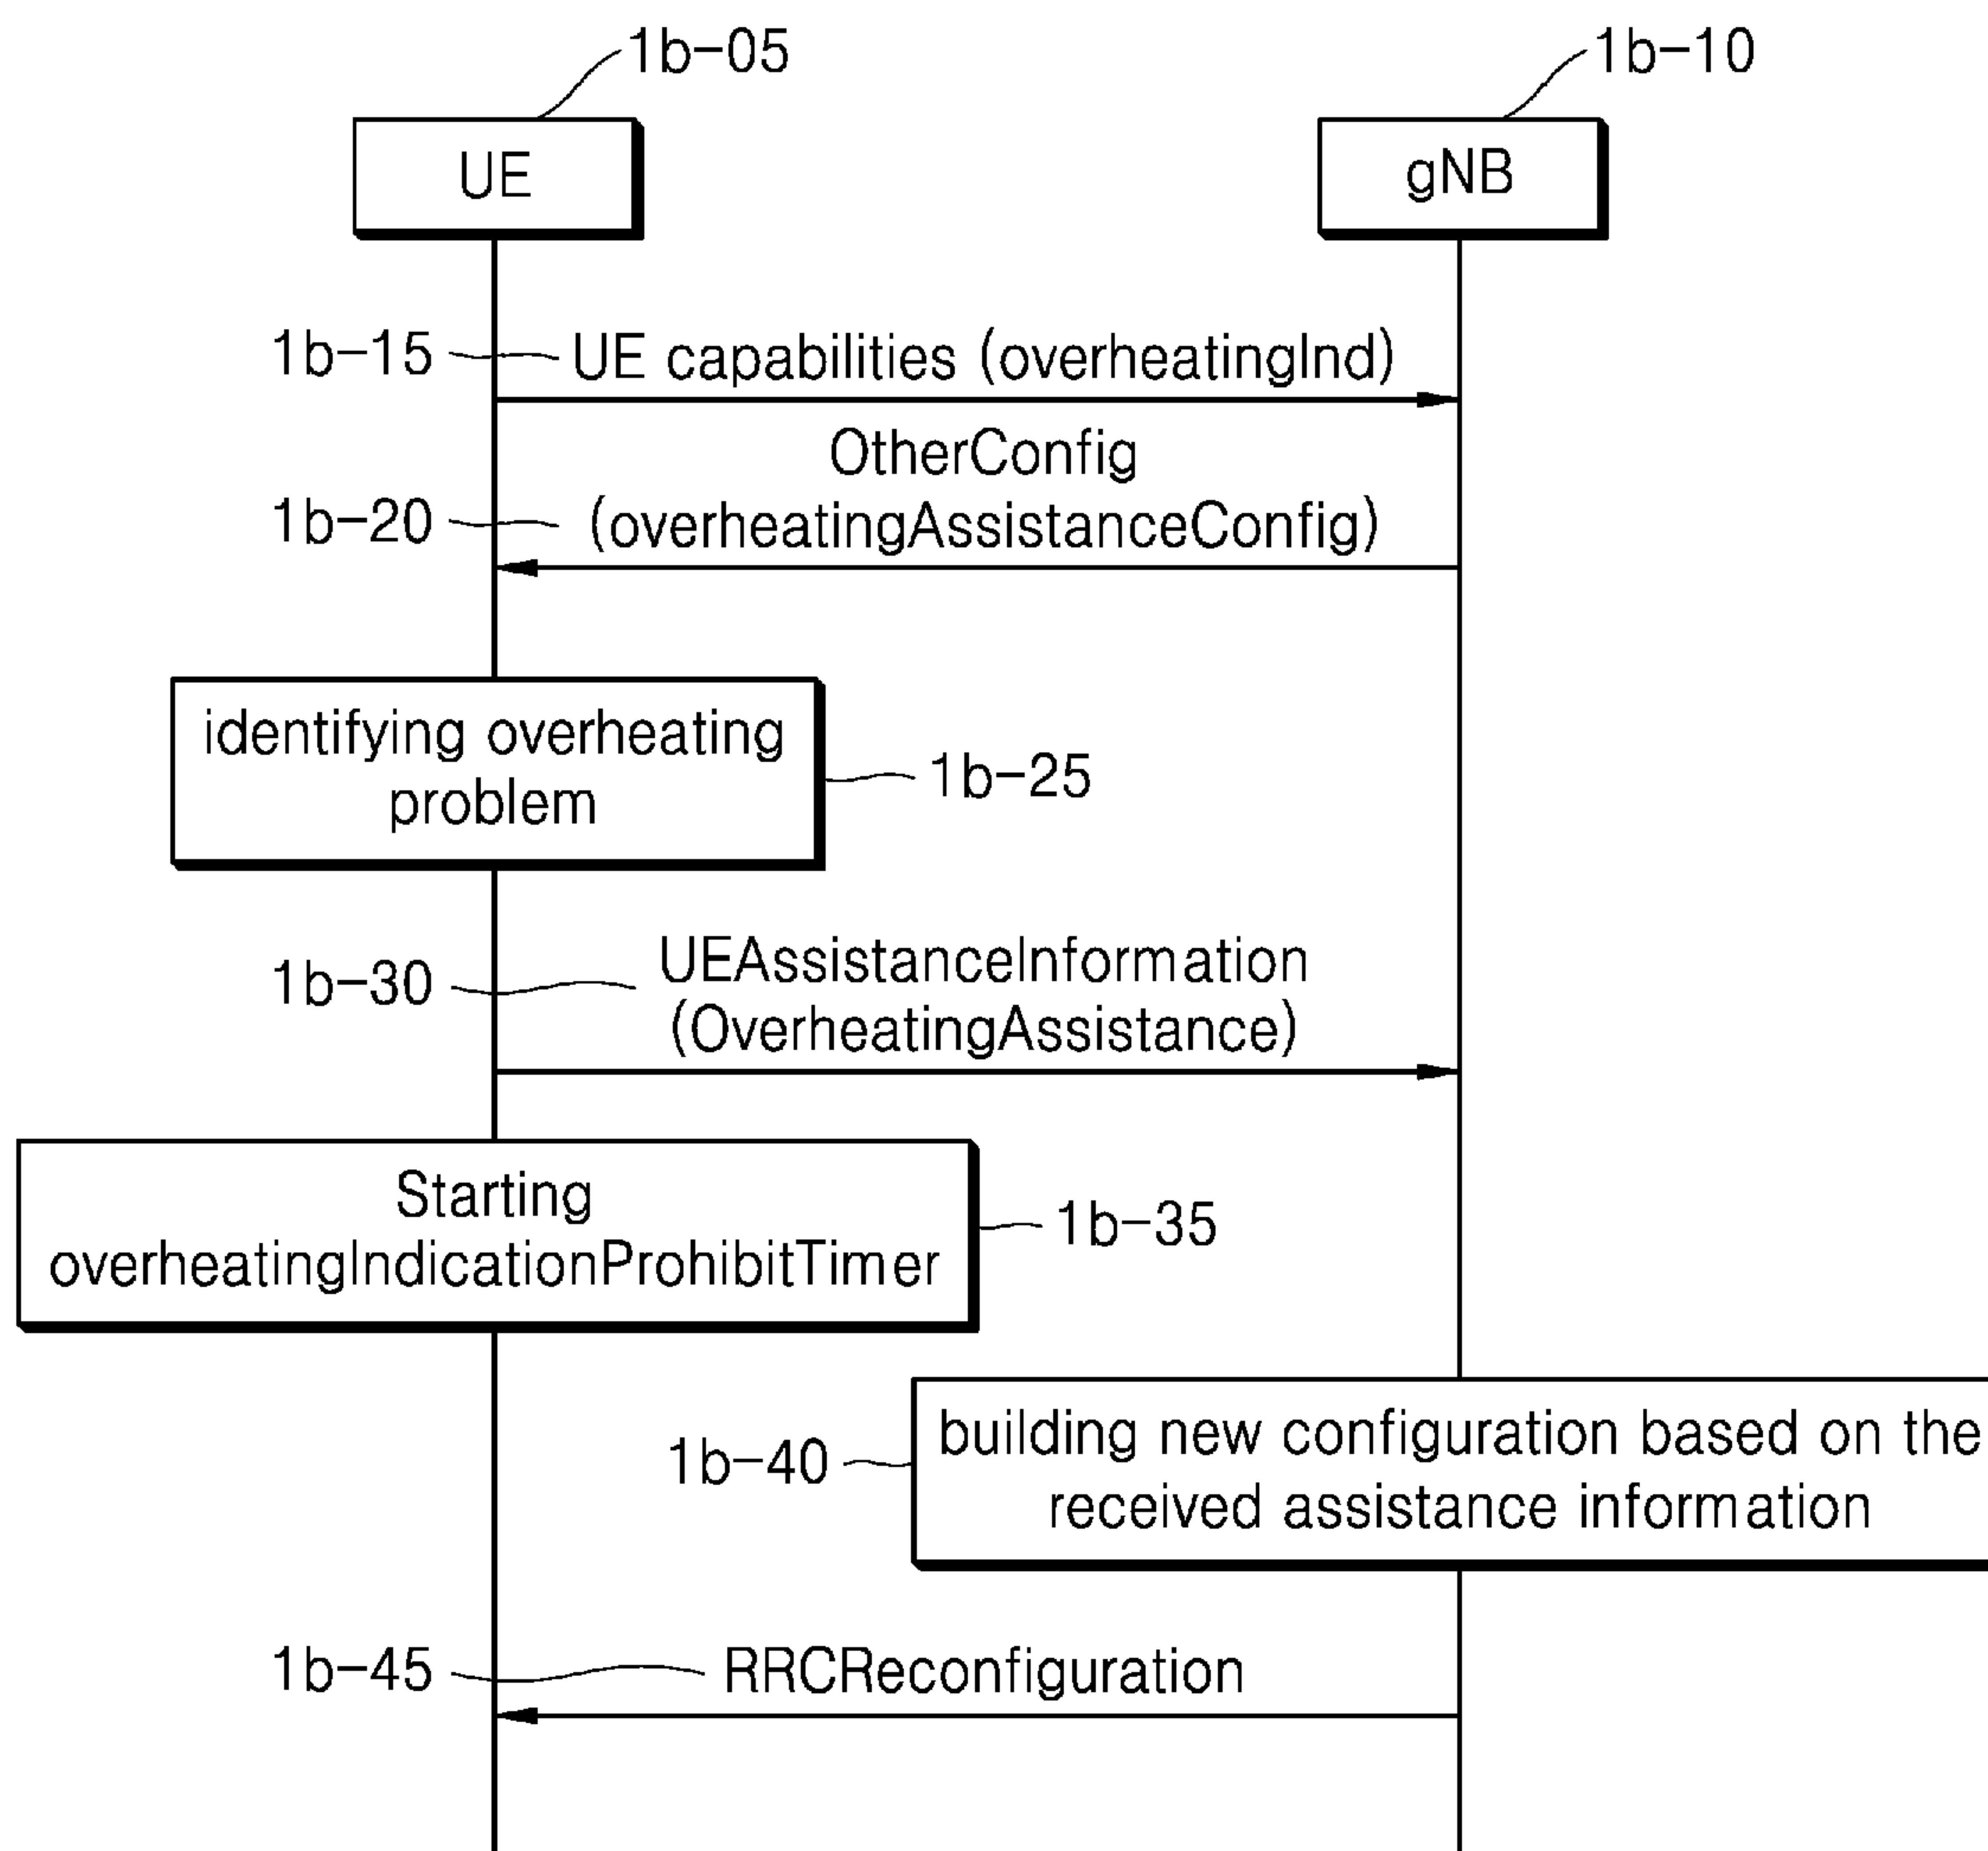 1b-05
1b-10
UE
gNB
1b-15
UE capabilities (overheatingInd)
OtherConfig
1b-20
(overheatingAssistanceConfig)
identifying overheating
problem
1b-25
UEAssistanceInformation
1b-30
(OverheatingAssistance)
Starting
overheatingIndicationProhibitTimer
1b-35
building new configuration based on the
1b-40
received assistance information
1b-45
RRCReconfiguration